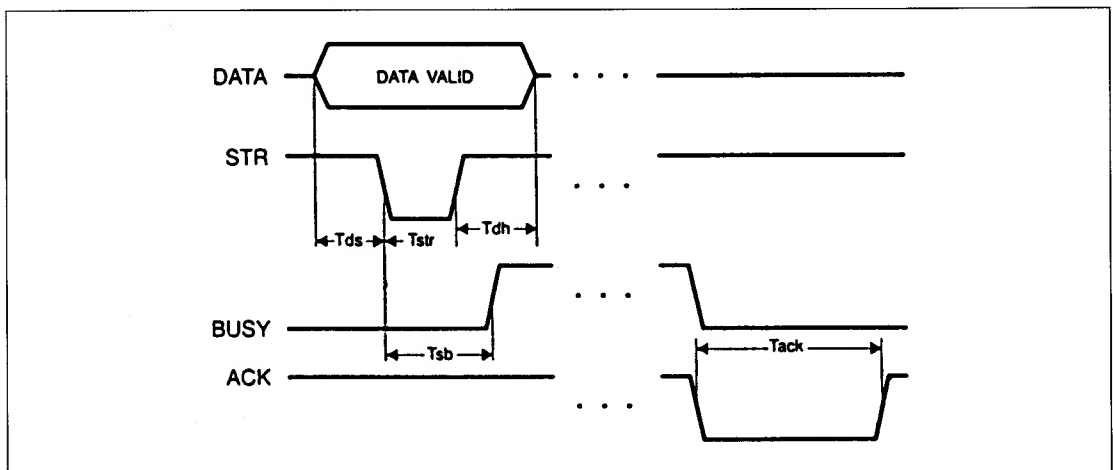 DATA
DATA VALID
. . .
STR
. . .
Tds
Tstr
Tdh
. . .
BUSY
Tsb
Tack
ACK
. . .